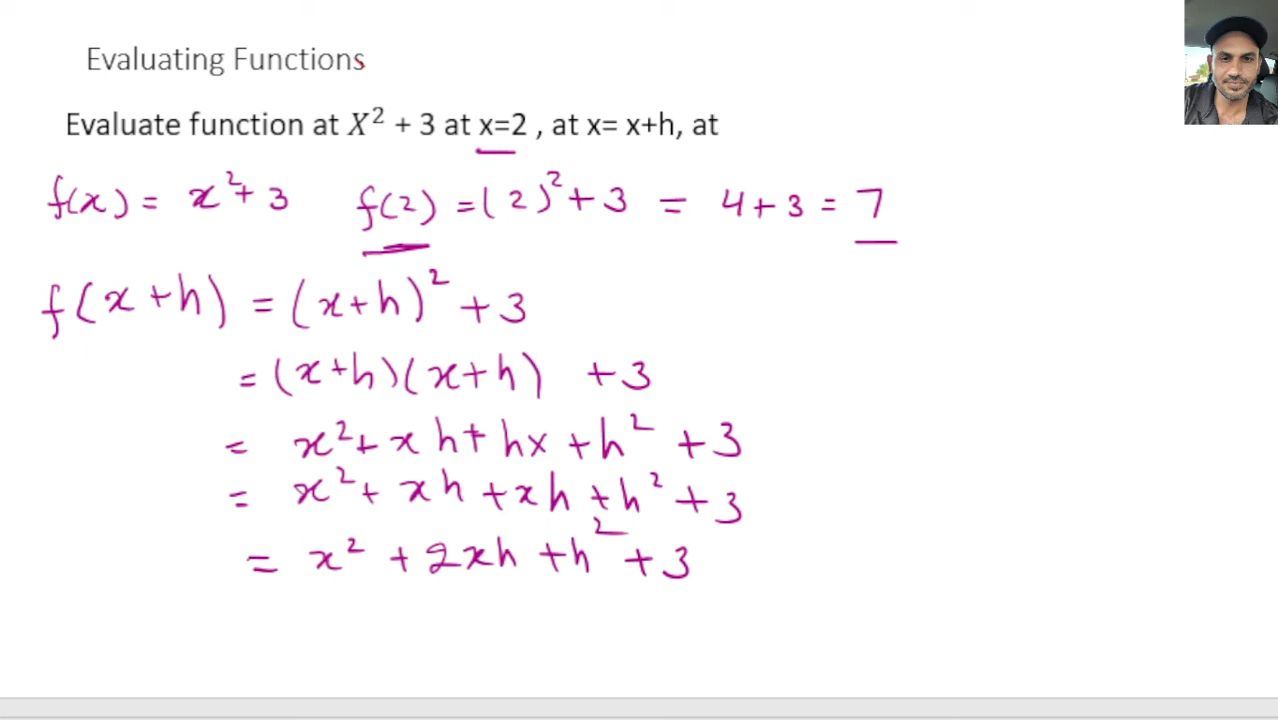 Evaluating Functions
Evaluate function at X² + 3 at x=2 , at x= x+h, at
f(x) = x²+ 3 f(2) =(2)²+3 = 4+3 = 7
f(x+h) = (x+h)² +3
= (x+h)(x+h) +3
= x²+xh+hx+h² +3
= x²+ xh +xh +h² +3
= x² +2xh +h² +3